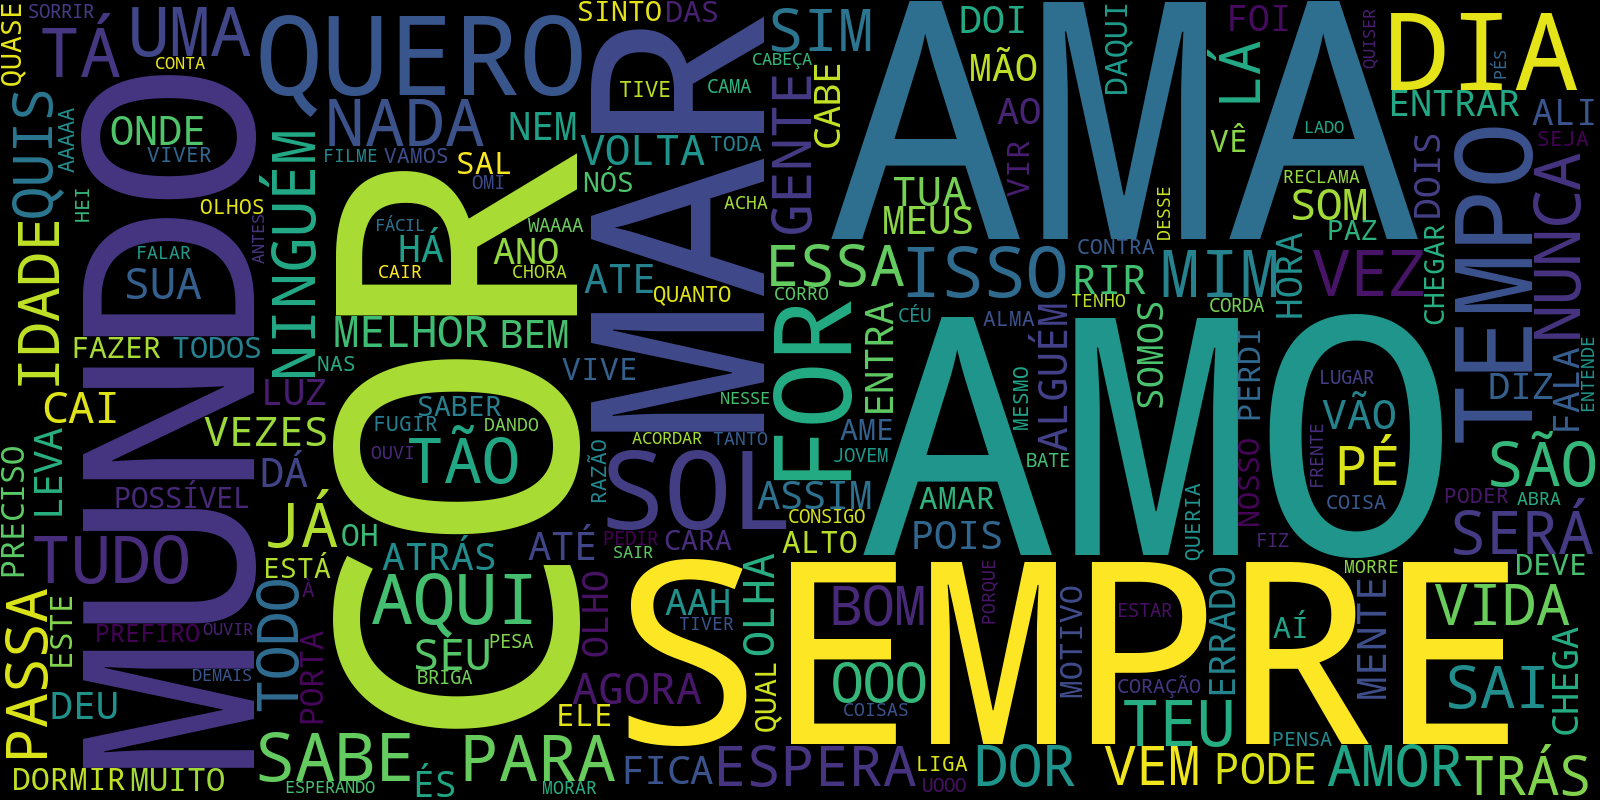 SEMPRE
AMA
AMO
COR
MUNDO
MAR
QUERO
TEMPO
DIA
SOL
FOR
NADA
UMA
TÁ
SIM
ISSO
ESSA
MIM
VEZ
NUNCA
LÁ
FOI
DOI
MÃO
DAQUI
AO
VIR
VÊ
LADO
QUISER
PÉS
ENTRAR
ALI
SEJA
SINTO
DAS
CABEÇA
CABE
GENTE
TIVE
CAMA
TODA
VOLTA
NÓS
NEM
SAL
OMI
FILME
VAMOS
QUASE
SORRIR
CONTA
ONDE
VIVER
QUIS
AAAAA
HEI
OLHOS
ANTES
FALAR
SUA
NINGUÉM
IDADE
FAZER
TODOS
FÁCIL
HÁ
CAIR
ANO
WAAAA
CHORA
MELHOR
BEM
NAS
ATE
ACHA
QUANTO
CORRO
TUA
MEUS
RECLAMA
SOM
PAZ
DOIS
DESSE
CONTRA
RIR
TENHO
CORDA
HORA
CHEGAR
CÉU
ALMA
ENTRA
ALGUÉM
SOMOS
MESMO
PERDI
LUGAR
VÃO
PÉ
COISA
FRENTE
DIZ
FALA
ENTENDE
SÃO
ABRA
PODER
SERÁ
DEVE
MORRE
VIVE
NESSE
ACORDAR
TANTO
RAZÃO
AME
JOVEM
BATE
ASSIM
CONSIGO
AMAR
POIS
ALTO
QUERIA
NOSSO
FIZ
CAI
LUZ
VEZES
LEVA
PRECISO
DÁ
POSSÍVEL
JÁ
OH
TUDO
ESTÁ
SABER
FUGIR
DANDO
OUVI
TÃO
ATRÁS
ATÉ
PEDIR
SAIR
CARA
AQUI
SEU
PESA
BRIGA
OLHO
AAH
TIVER
OLHA
BOM
PORQUE
OOO
COISAS
MOTIVO
ESTAR
CORAÇÃO
ERRADO
AÍ
MENTE
VIDA
SAI
CHEGA
PASSA
ESTE
PREFIRO
OUVIR
À
TODO
PORTA
DEMAIS
DEU
DORMIR
MUITO
SABE
ESPERANDO
PARA
ÉS
MORAR
AGORA
ELE
FICA
ESPERA
QUAL
LIGA
UOOO
DOR
TEU
VEM
PODE
PENSA
AMOR
TRÁS